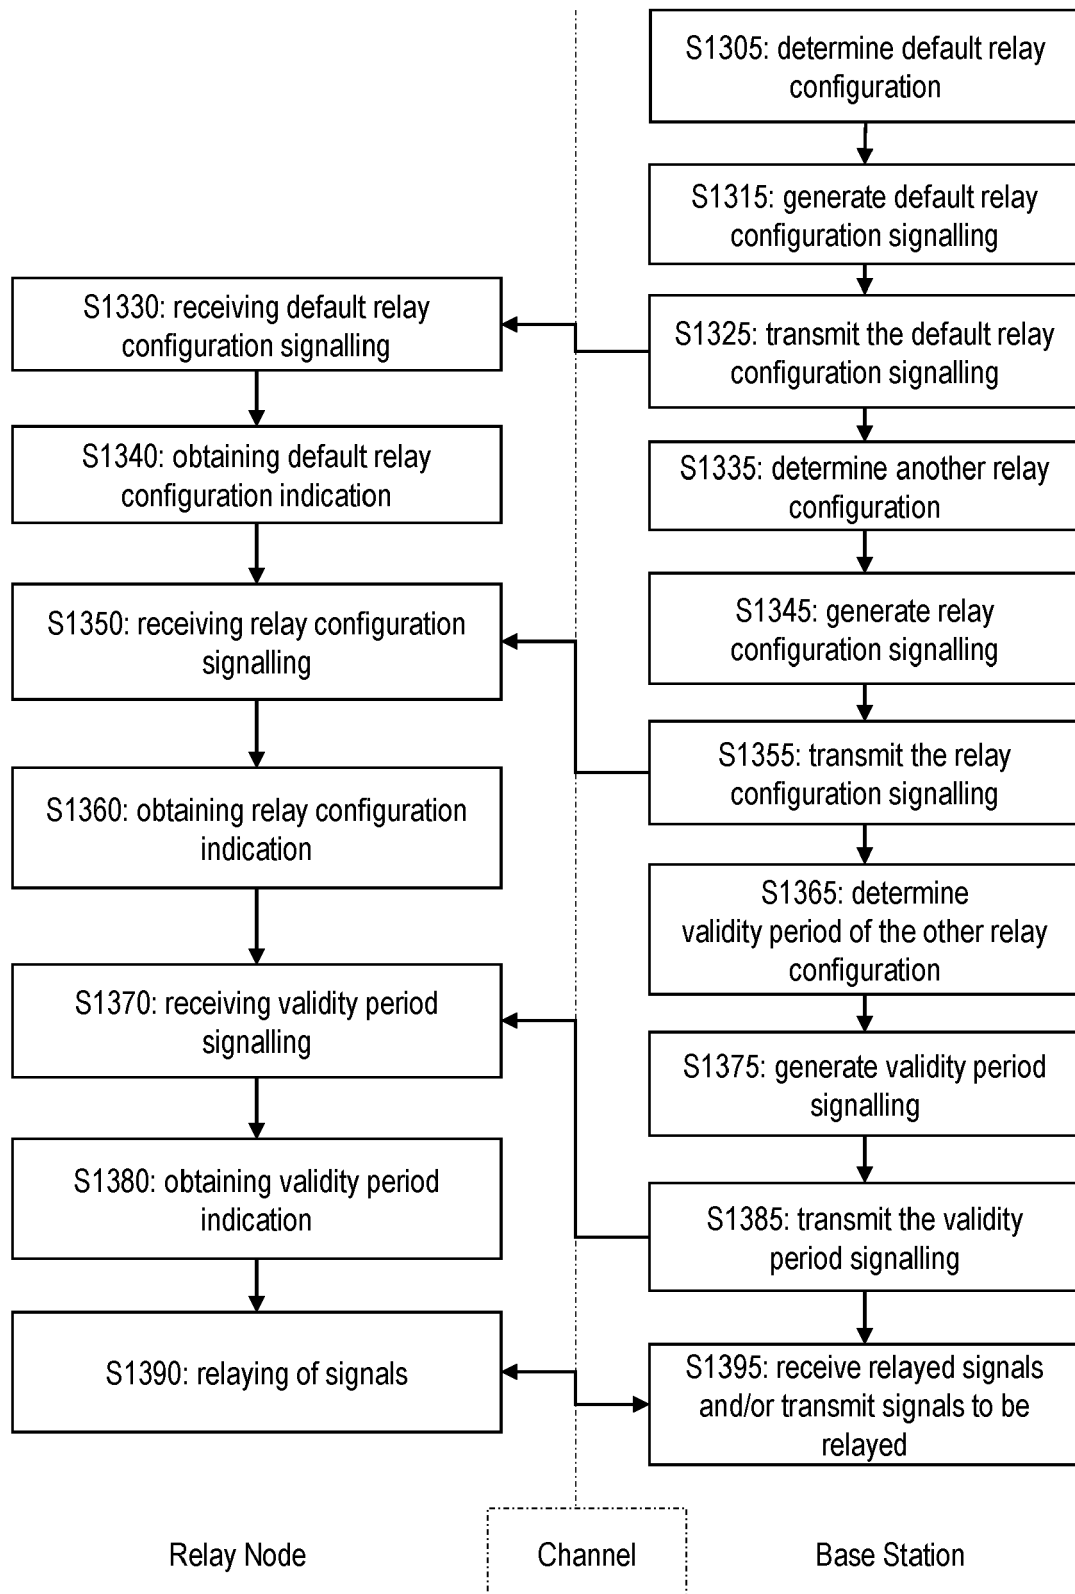 S1305: determine default relay
configuration
S1315: generate default relay
configuration signalling
S1330: receiving default relay
configuration signalling
S1325: transmit the default relay
configuration signalling
S1340: obtaining default relay
configuration indication
S1335: determine another relay
configuration
S1350: receiving relay configuration
signalling
S1345: generate relay
configuration signalling
S1360: obtaining relay configuration
indication
S1355: transmit the relay
configuration signalling
S1365: determine
validity period of the other relay
configuration
S1370: receiving validity period
signalling
S1375: generate validity period
signalling
S1380: obtaining validity period
indication
S1385: transmit the validity
period signalling
S1390: relaying of signals
S1395: receive relayed signals
and/or transmit signals to be
relayed
Relay Node
Channel
Base Station